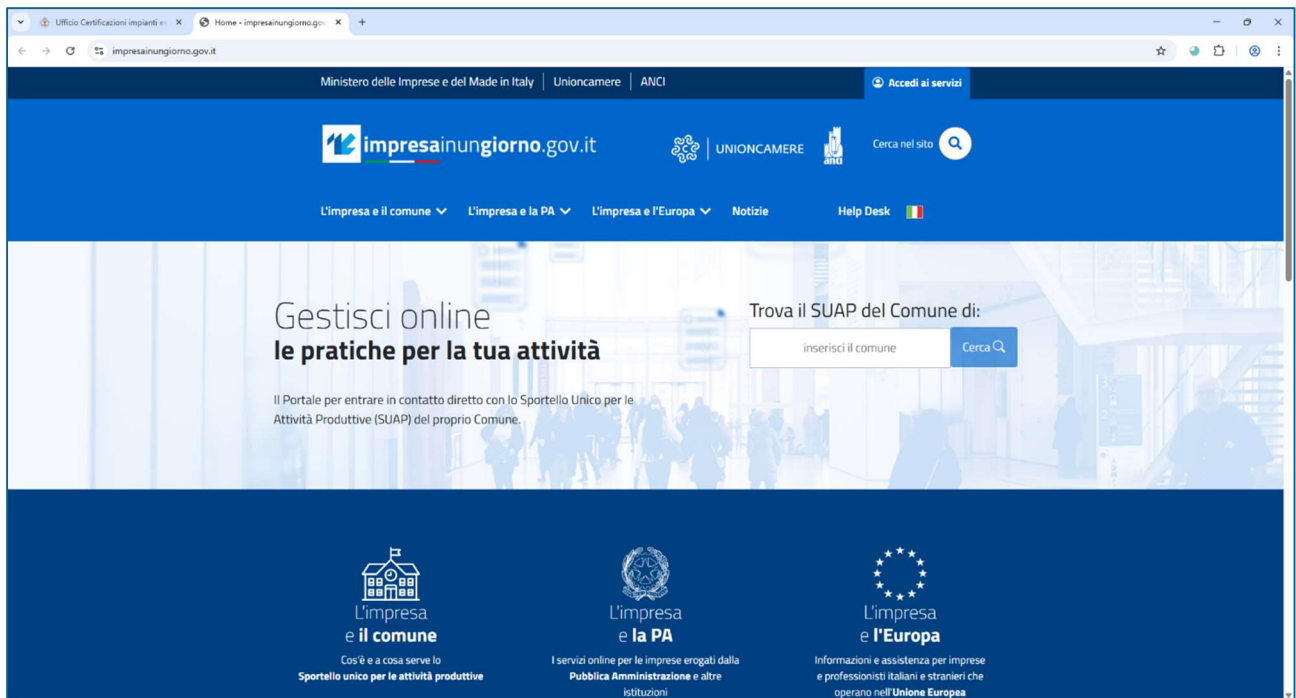 Ufficio Certificazioni impianti e
Home - impresainungiorno.gov
impresainungiorno.gov.it
Ministero delle Imprese e del Made in Italy | Unioncamere | ANCI
Accedi ai servizi
impresainungiorno.gov.it
UNIONCAMERE
anci
Cerca nel sito
L'impresa e il comune
L'impresa e la PA
L'impresa e l'Europa
Notizie
Help Desk
Gestisci online
le pratiche per la tua attività
Il Portale per entrare in contatto diretto con lo Sportello Unico per le
Attività Produttive (SUAP) del proprio Comune.
Trova il SUAP del Comune di:
inserisci il comune
Cerca
L'impresa
e il comune
Cos'è e a cosa serve lo
Sportello unico per le attività produttive
L'impresa
e la PA
I servizi online per le imprese erogati dalla
Pubblica Amministrazione e altre
istituzioni
L'impresa
e l'Europa
Informazioni e assistenza per imprese
e professionisti italiani e stranieri che
operano nell'Unione Europea